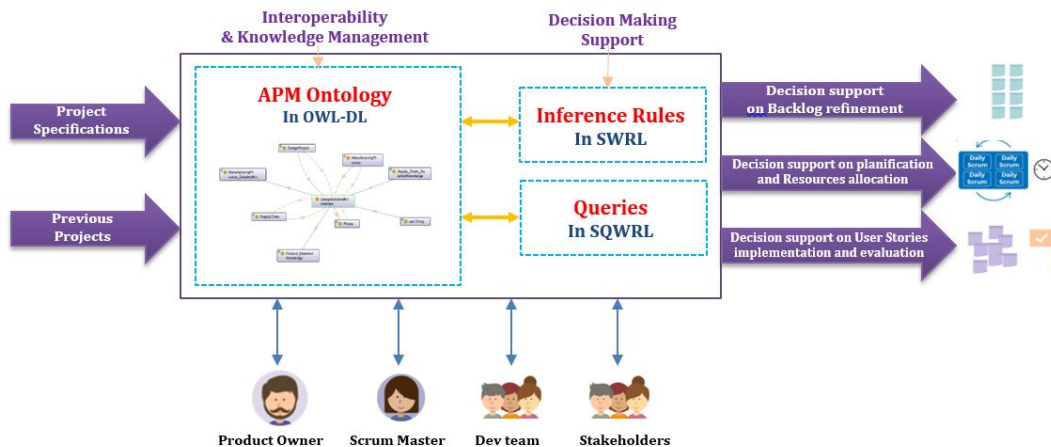 Interoperability
& Knowledge Management
Decision Making
Support
Project
Specifications
Previous
Projects
APM Ontology
In OWL-DL
DesignProject
Phase
Inference Rules
In SWRL
Queries
In SQWRL
Decision support
on Backlog refinement
Decision support on planification
and Resources allocation
Decision support on User Stories
implementation and evaluation
Daily
Scrum
Daily
Scrum
Daily
Scrum
Daily
Scrum
Product Owner
Scrum Master
Dev team
Stakeholders